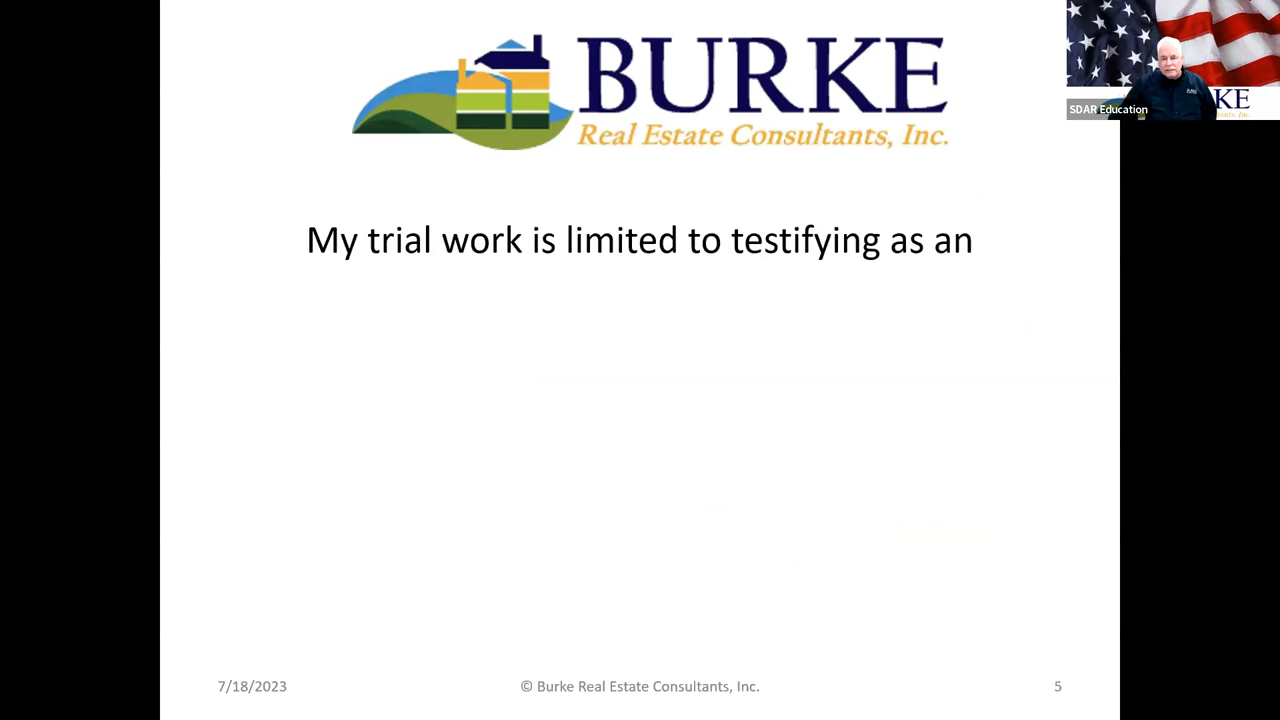 BURKE
Real Estate Consultants, Inc.
SDAR Education
KE
My trial work is limited to testifying as an
7/18/2023
© Burke Real Estate Consultants, Inc.
5